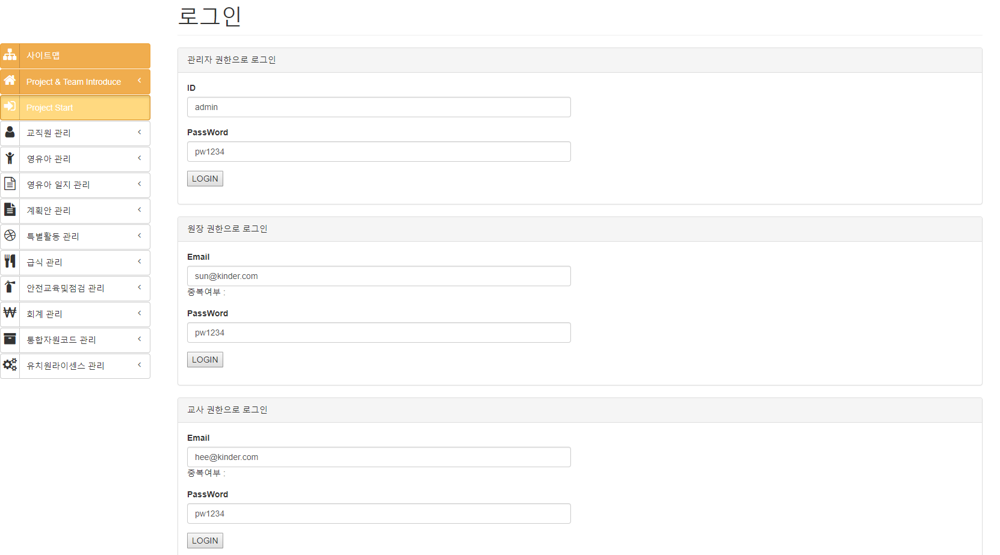 로그인
사이트맵
Project & Team Introduce
Project Start
교직원 관리
영유아 관리
영유아 일지 관리
계획안 관리
특별활동 관리
급식 관리
안전교육및점검 관리
회계 관리
통합자원코드 관리
유치원라이센스 관리
관리자 권한으로 로그인
ID
admin
PassWord
pw1234
LOGIN
원장 권한으로 로그인
Email
sun@kinder.com
중복여부 :
PassWord
pw1234
LOGIN
교사 권한으로 로그인
Email
hee@kinder.com
중복여부 :
PassWord
pw1234
LOGIN